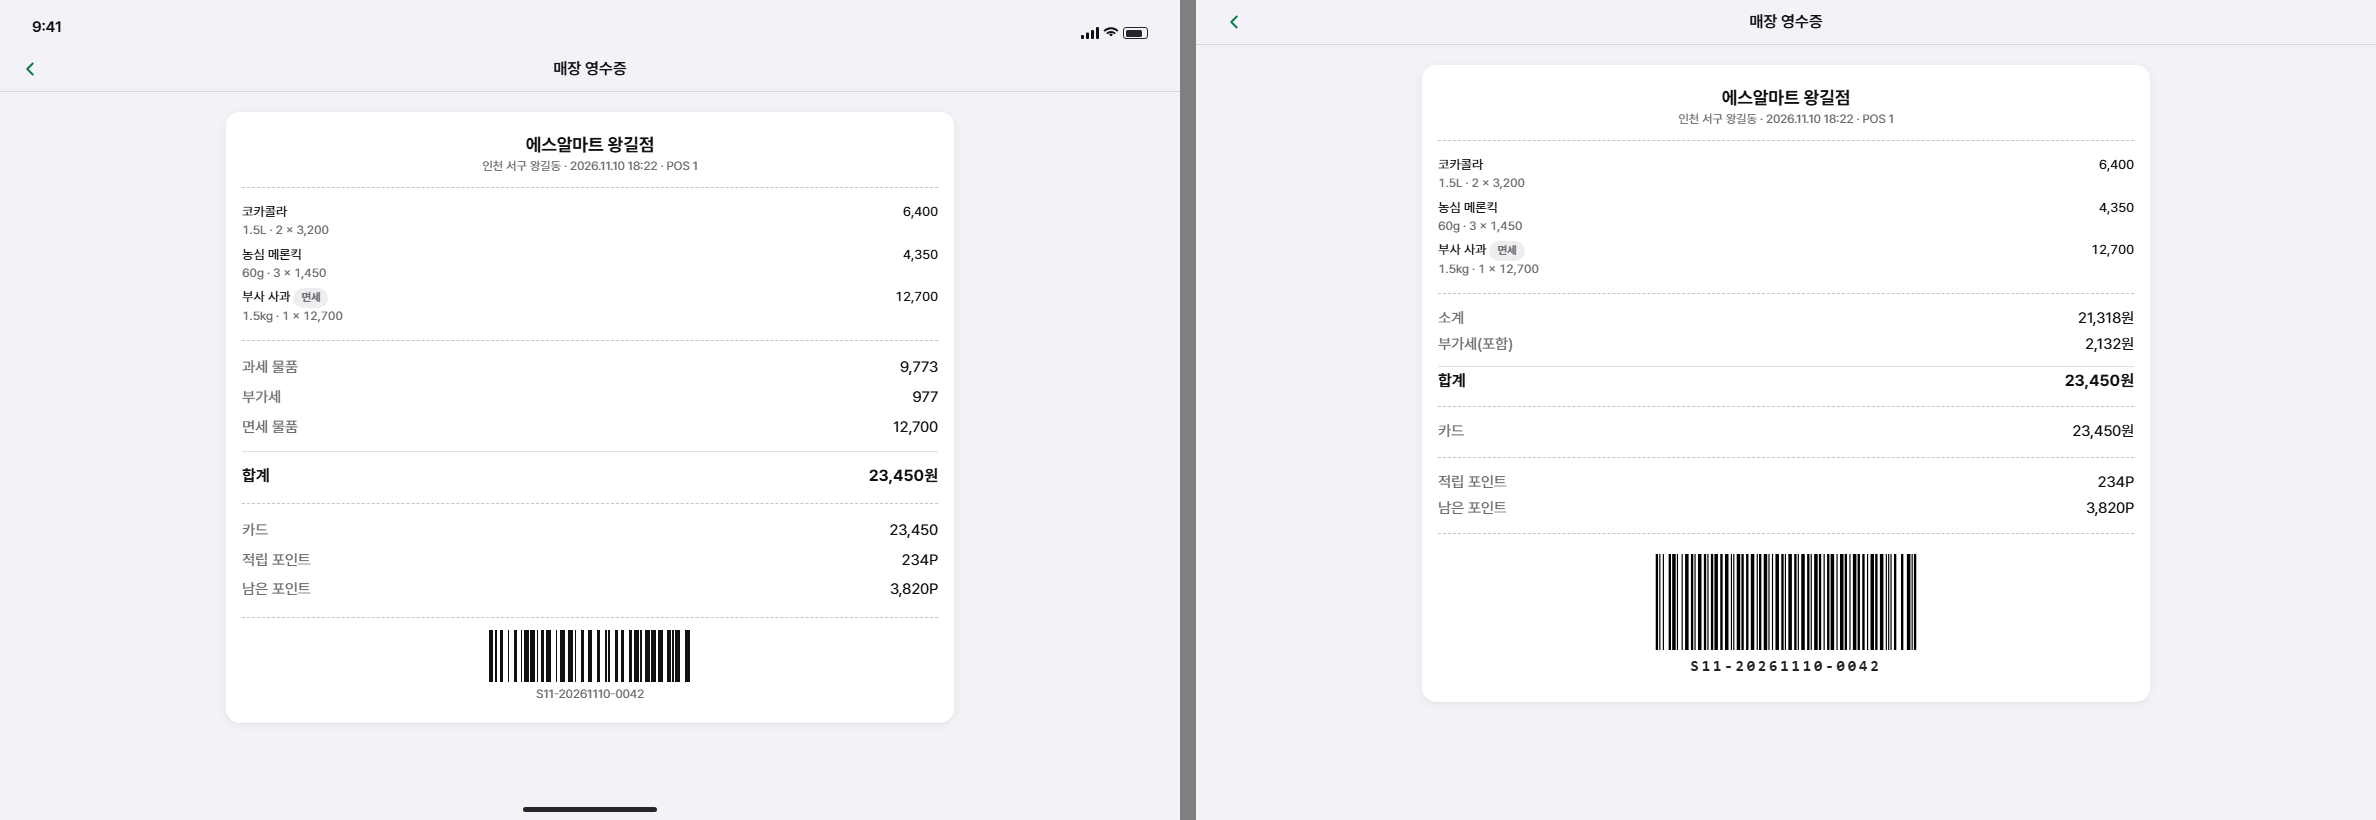 9:41
매장 영수증
에스알마트 왕길점
인천 서구 왕길동 · 2026.11.10 18:22 · POS 1
코카콜라 6,400
1.5L · 2 × 3,200
농심 메론킥 4,350
60g · 3 × 1,450
부사 사과 면세 12,700
1.5kg · 1 × 12,700
과세 물품 9,773
부가세 977
면세 물품 12,700
합계 23,450원
카드 23,450
적립 포인트 234P
남은 포인트 3,820P
S11-20261110-0042
매장 영수증
에스알마트 왕길점
인천 서구 왕길동 · 2026.11.10 18:22 · POS 1
코카콜라 6,400
1.5L · 2 × 3,200
농심 메론킥 4,350
60g · 3 × 1,450
부사 사과 면세 12,700
1.5kg · 1 × 12,700
소계 21,318원
부가세(포함) 2,132원
합계 23,450원
카드 23,450원
적립 포인트 234P
남은 포인트 3,820P
S11-20261110-0042